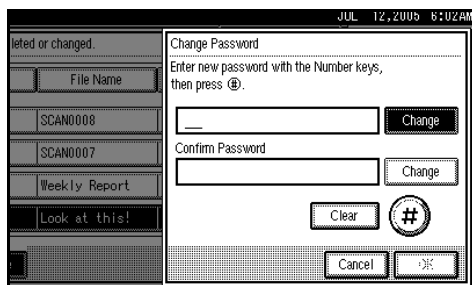 JUL 12,2005 6:02AM
leted or changed.
File Name
SCAN0008
SCAN0007
Weekly Report
Look at this!
Change Password
Enter new password with the Number keys,
then press #.
Change
Confirm Password
Change
Clear
#
Cancel
OK